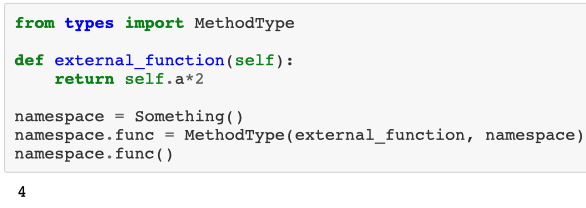 from types import MethodType
def external_function(self):
    return self.a*2
namespace = Something()
namespace.func = MethodType(external_function, namespace)
namespace.func()
4